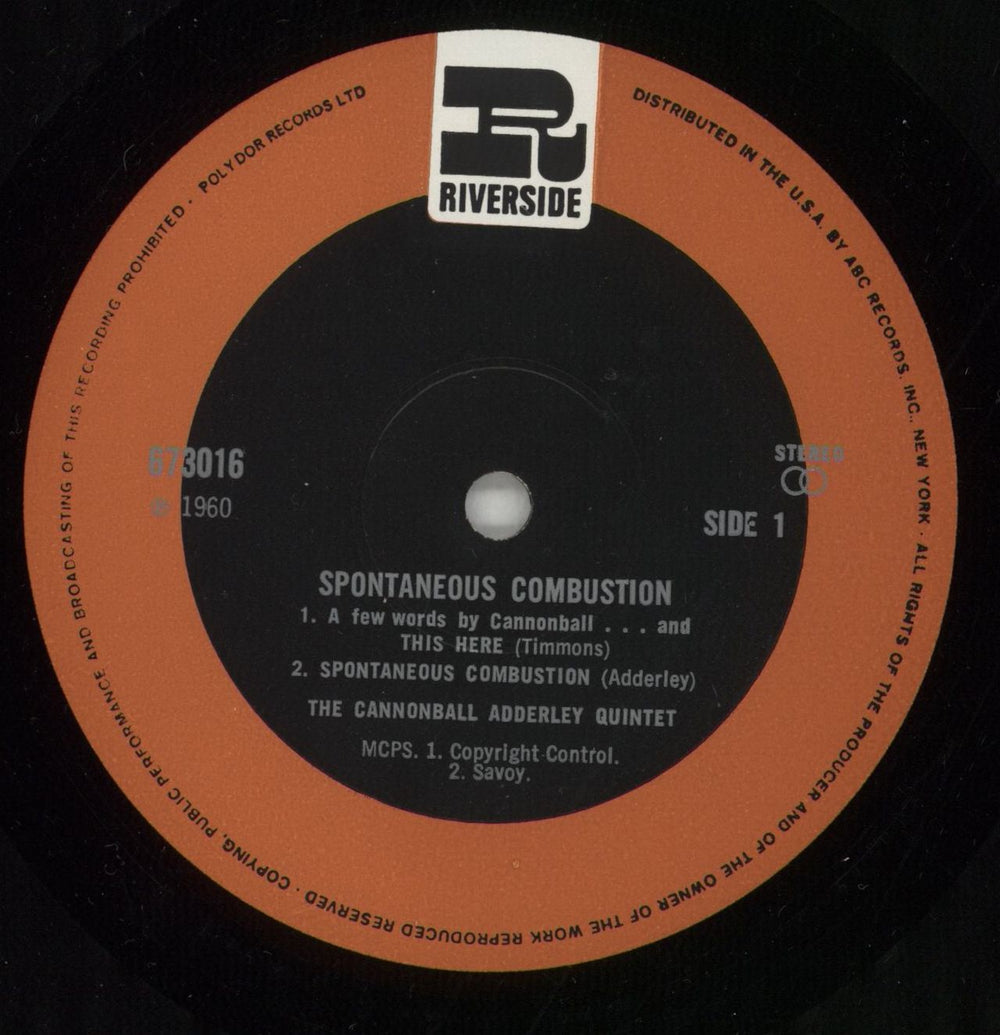 R
RIVERSIDE
DISTRIBUTED IN THE U.S.A. BY ABC RECORDS, INC., NEW YORK · ALL RIGHTS OF THE PRODUCER AND OF THE OWNER OF THE WORK REPRODUCED RESERVED · COPYING, PUBLIC PERFORMANCE AND BROADCASTING OF THIS RECORDING PROHIBITED · POLYDOR RECORDS LTD
673016
℗ 1960
STEREO
SIDE 1
SPONTANEOUS COMBUSTION
1. A few words by Cannonball . . . and
THIS HERE (Timmons)
2. SPONTANEOUS COMBUSTION (Adderley)
THE CANNONBALL ADDERLEY QUINTET
MCPS. 1. Copyright Control.
2. Savoy.